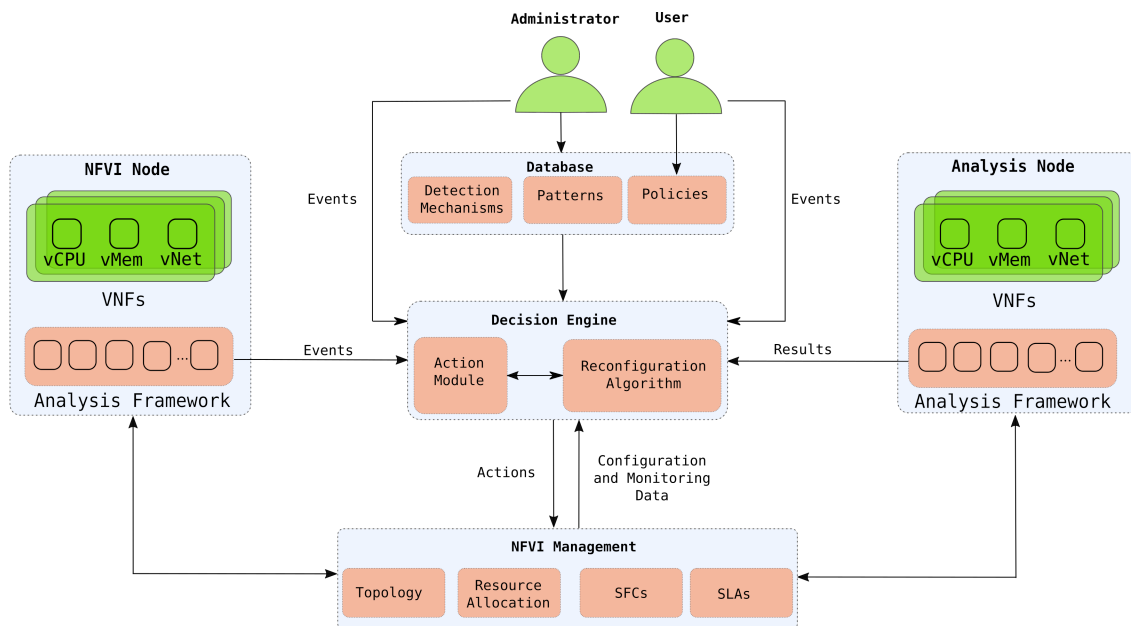 Administrator
User
NFVI Node
vCPU vMem vNet
VNFs
...
Analysis Framework
Events
Events
Database
Detection
Mechanisms
Patterns
Policies
Events
Decision Engine
Action
Module
Reconfiguration
Algorithm
Results
Analysis Node
vCPU vMem vNet
VNFs
...
Analysis Framework
Actions
Configuration
and Monitoring
Data
NFVI Management
Topology
Resource
Allocation
SFCs
SLAs